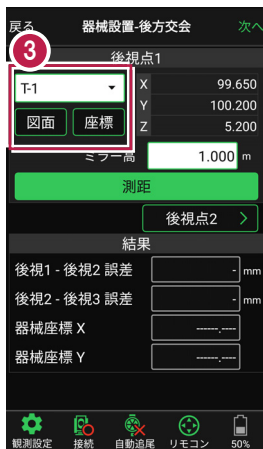 戻る 器械設置-後方交会 次へ
3
後視点1
T-1 X 99.650
Y 100.200
図面 座標 Z 5.200
ミラー高 1.000 m
測距
後視点2 >
結果
後視1 - 後視2 誤差 - mm
後視2 - 後視3 誤差 - mm
器械座標 X ------.----
器械座標 Y ------.----
観測設定 接続 自動追尾 リモコン 50%